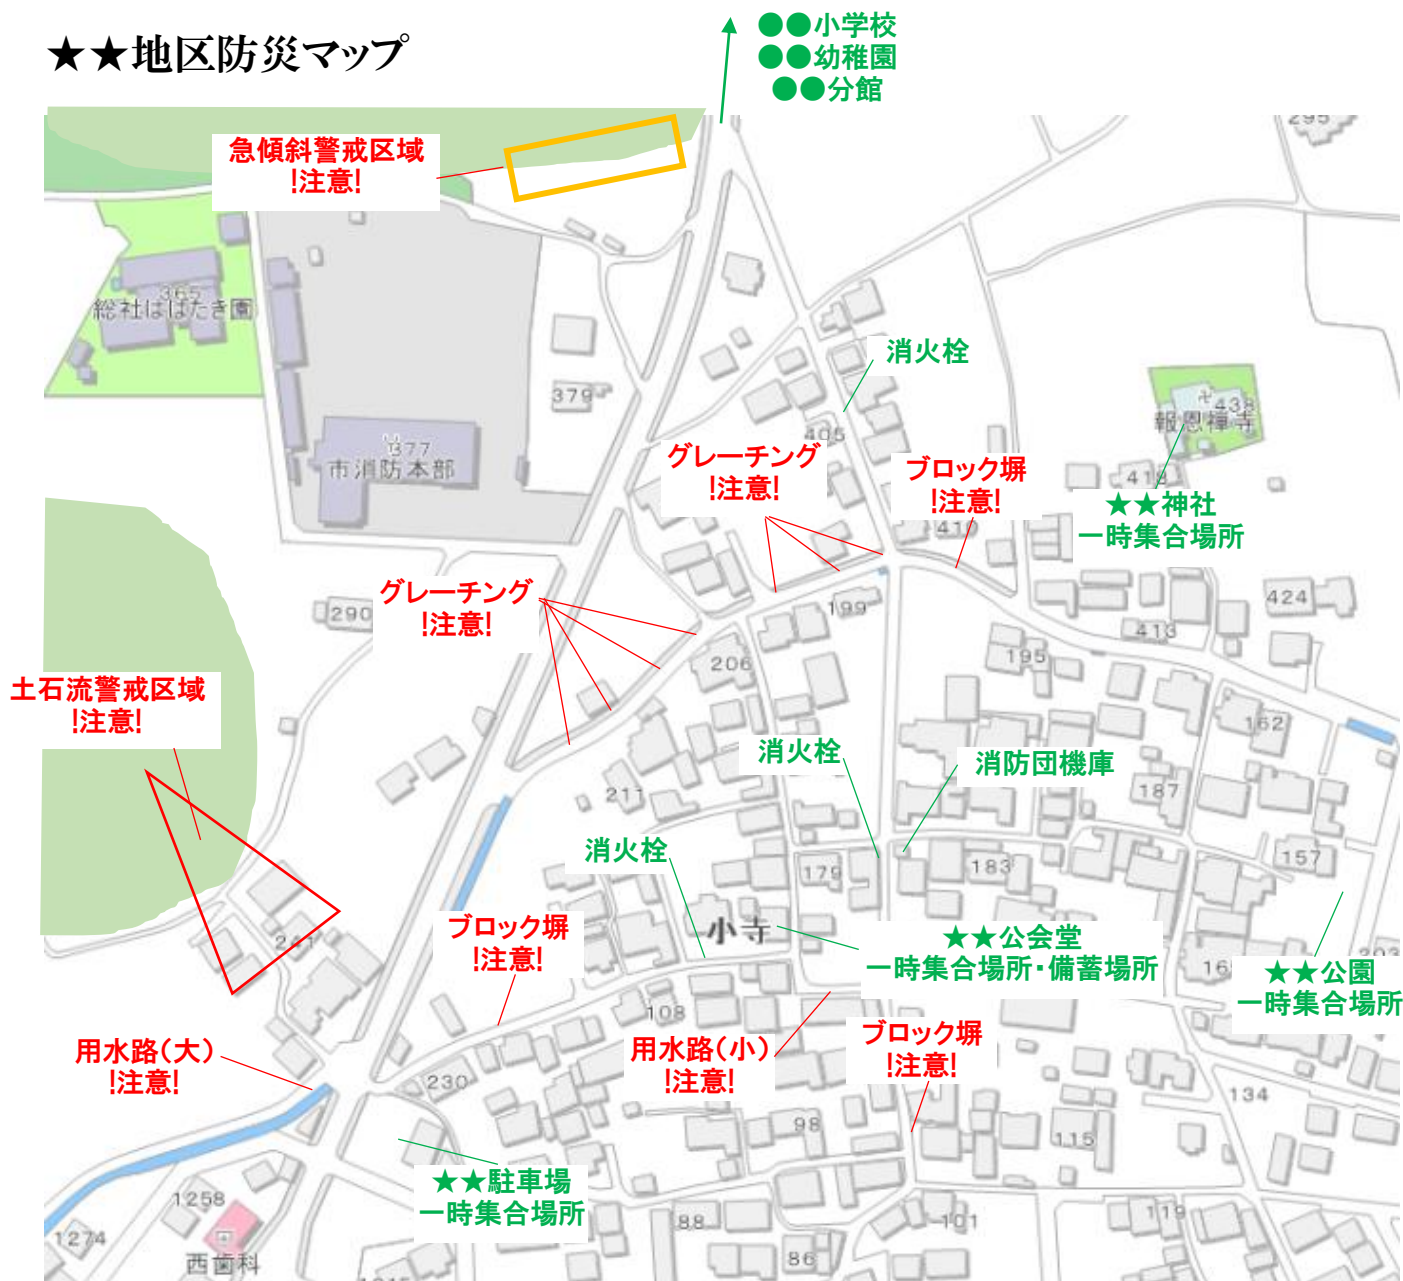 ★★地区防災マップ
●●小学校
●●幼稚園
●●分館
急傾斜警戒区域
!注意!
295
365
総社はばたき園
消火栓
379
438
報恩禅寺
405
377
市消防本部
グレーチング
!注意!
ブロック塀
!注意!
419
★★神社
一時集合場所
410
グレーチング
!注意!
290
199
424
413
195
206
土石流警戒区域
!注意!
162
消火栓
消防団機庫
211
187
消火栓
157
179
183
ブロック塀
!注意!
小寺
★★公会堂
一時集合場所・備蓄場所
241
203
★★公園
一時集合場所
108
用水路(大)
!注意!
用水路(小)
!注意!
ブロック塀
!注意!
230
134
98
115
★★駐車場
一時集合場所
1258
88
101
119
1274
西歯科
86